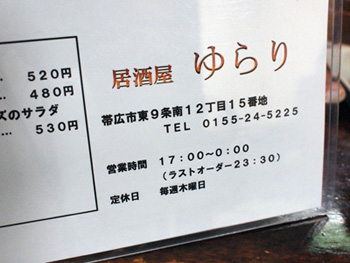 520円
480円
ズのサラダ
530円
居酒屋 ゆらり
帯広市東9条南12丁目15番地
TEL 0155-24-5225
営業時間 17:00~0:00
(ラストオーダー23:30)
定休日 毎週木曜日